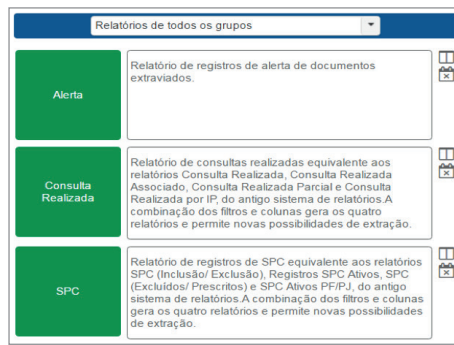 Relatórios de todos os grupos
Alerta
Relatório de registros de alerta de documentos
extraviados.
Consulta
Realizada
Relatório de consultas realizadas equivalente aos
relatórios Consulta Realizada, Consulta Realizada
Associado, Consulta Realizada Parcial e Consulta
Realizada por IP, do antigo sistema de relatórios.A
combinação dos filtros e colunas gera os quatro
relatórios e permite novas possibilidades de extração.
SPC
Relatório de registros de SPC equivalente aos relatórios
SPC (Inclusão/ Exclusão), Registros SPC Ativos, SPC
(Excluídos/ Prescritos) e SPC Ativos PF/PJ, do antigo
sistema de relatórios.A combinação dos filtros e colunas
gera os quatro relatórios e permite novas possibilidades
de extração.